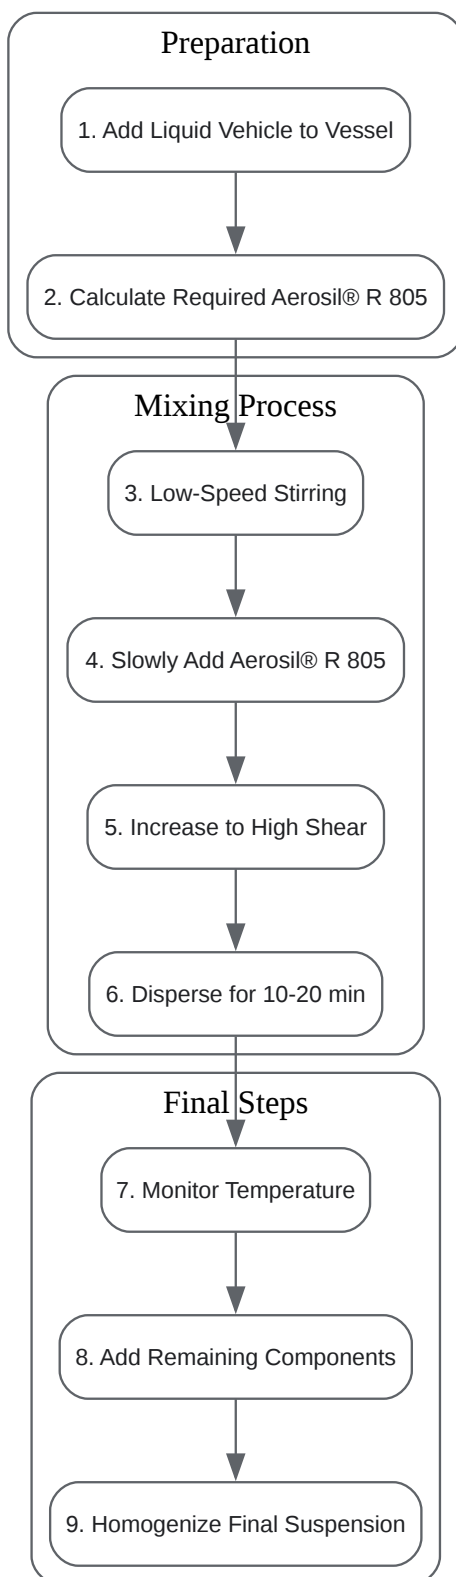 Preparation
1. Add Liquid Vehicle to Vessel
2. Calculate Required Aerosil® R 805
Mixing Process
3. Low-Speed Stirring
4. Slowly Add Aerosil® R 805
5. Increase to High Shear
6. Disperse for 10-20 min
Final Steps
7. Monitor Temperature
8. Add Remaining Components
9. Homogenize Final Suspension